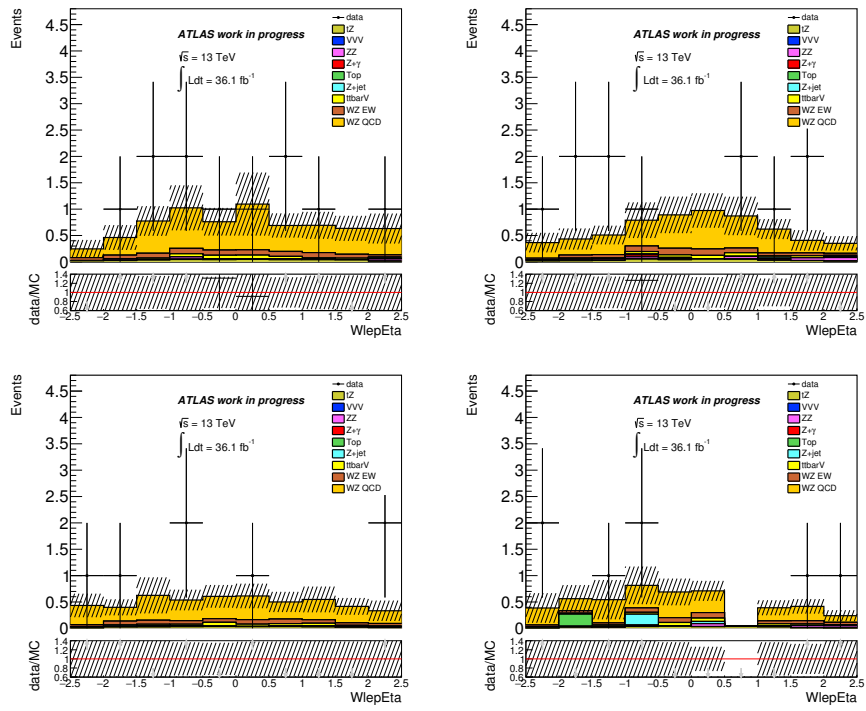 Events
4.5
4
3.5
3
2.5
2
1.5
1
0.5
0
ATLAS work in progress
√s = 13 TeV
∫ Ldt = 36.1 fb⁻¹
data
tZ
VVV
ZZ
Z+γ
Top
Z+jet
ttbarV
WZ EW
WZ QCD
data/MC
1.4
1.2
1
0.8
0.6
−2.5 −2 −1.5 −1 −0.5 0 0.5 1 1.5 2 2.5
WlepEta
Events
4.5
4
3.5
3
2.5
2
1.5
1
0.5
0
ATLAS work in progress
√s = 13 TeV
∫ Ldt = 36.1 fb⁻¹
data
tZ
VVV
ZZ
Z+γ
Top
Z+jet
ttbarV
WZ EW
WZ QCD
data/MC
1.4
1.2
1
0.8
0.6
−2.5 −2 −1.5 −1 −0.5 0 0.5 1 1.5 2 2.5
WlepEta
Events
4.5
4
3.5
3
2.5
2
1.5
1
0.5
0
ATLAS work in progress
√s = 13 TeV
∫ Ldt = 36.1 fb⁻¹
data
tZ
VVV
ZZ
Z+γ
Top
Z+jet
ttbarV
WZ EW
WZ QCD
data/MC
1.4
1.2
1
0.8
0.6
−2.5 −2 −1.5 −1 −0.5 0 0.5 1 1.5 2 2.5
WlepEta
Events
4.5
4
3.5
3
2.5
2
1.5
1
0.5
0
ATLAS work in progress
√s = 13 TeV
∫ Ldt = 36.1 fb⁻¹
data
tZ
VVV
ZZ
Z+γ
Top
Z+jet
ttbarV
WZ EW
WZ QCD
data/MC
1.4
1.2
1
0.8
0.6
−2.5 −2 −1.5 −1 −0.5 0 0.5 1 1.5 2 2.5
WlepEta